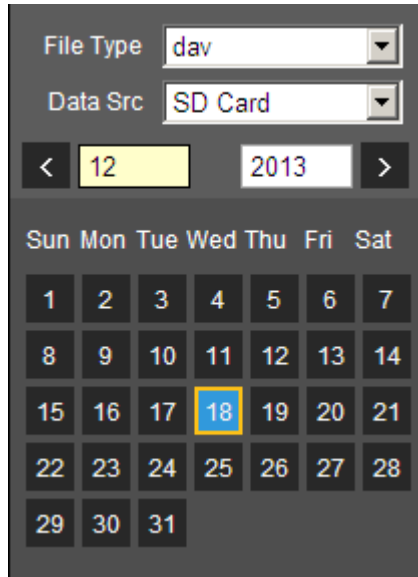 File Type dav
Data Src SD Card
< 12 2013 >
Sun Mon Tue Wed Thu Fri Sat
1 2 3 4 5 6 7
8 9 10 11 12 13 14
15 16 17 18 19 20 21
22 23 24 25 26 27 28
29 30 31